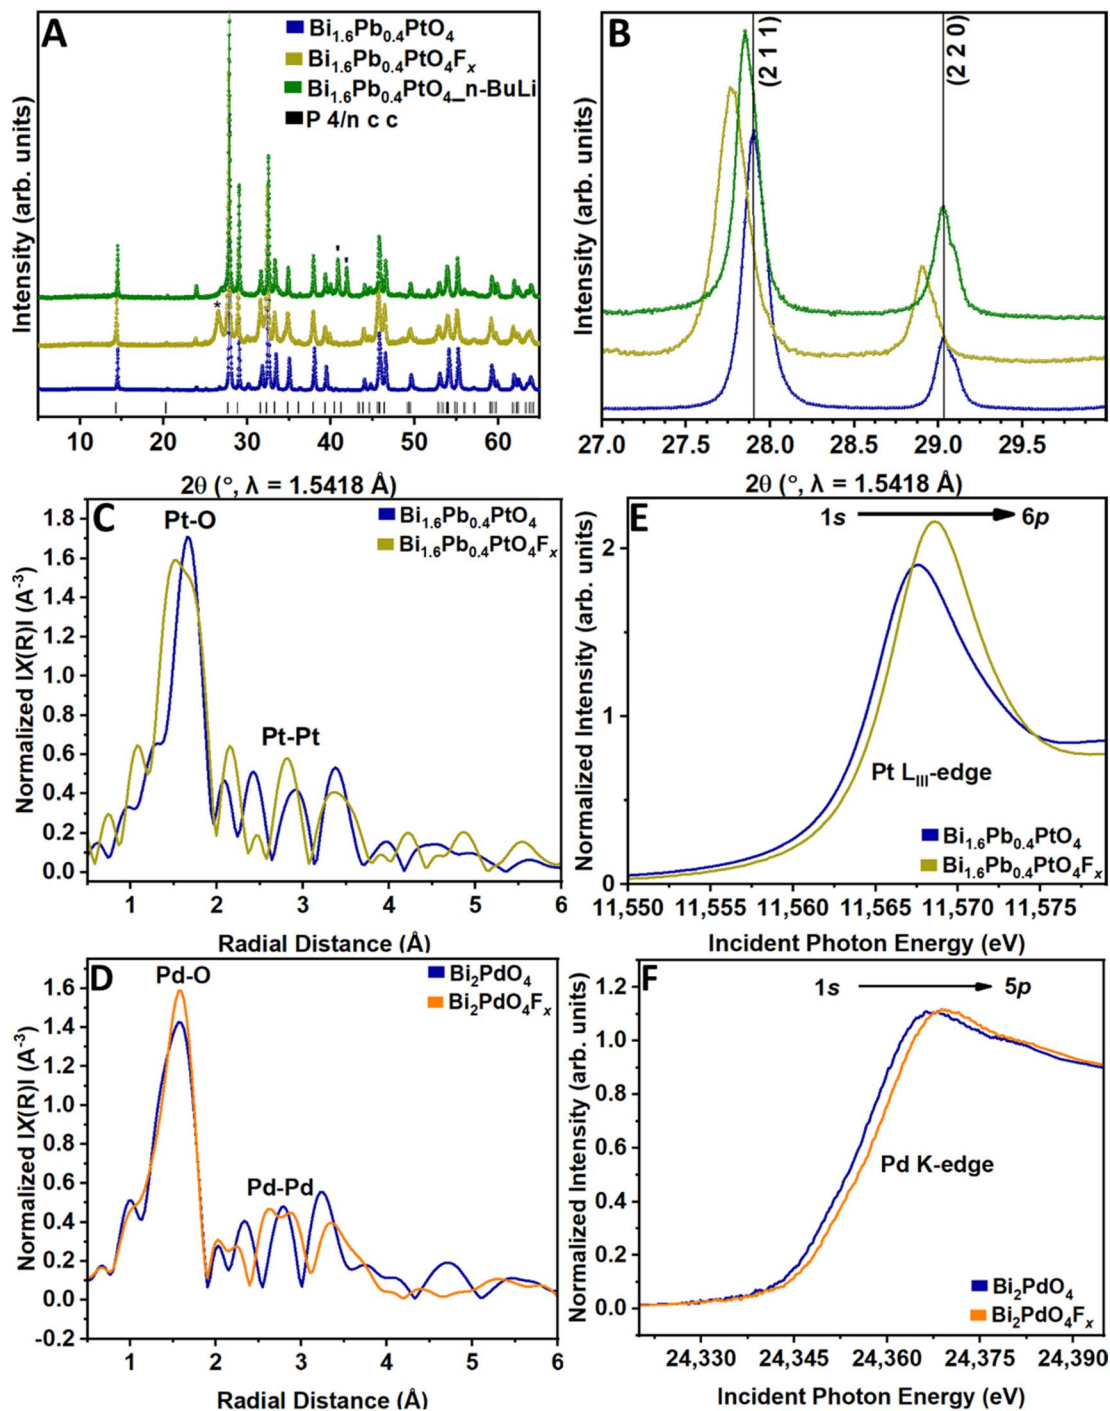 A
Bi1.6Pb0.4PtO4
Bi1.6Pb0.4PtO4Fx
Bi1.6Pb0.4PtO4_n-BuLi
P 4/n c c
Intensity (arb. units)
*
'
'
10 20 30 40 50 60
2θ (°, λ = 1.5418 Å)
B
(2 1 1)
(2 2 0)
Intensity (arb. units)
27.0 27.5 28.0 28.5 29.0 29.5
2θ (°, λ = 1.5418 Å)
C
Pt-O
Bi1.6Pb0.4PtO4
Bi1.6Pb0.4PtO4Fx
Pt-Pt
Normalized IX(R)I (A-3)
1.8
1.6
1.4
1.2
1.0
0.8
0.6
0.4
0.2
0.0
1 2 3 4 5 6
Radial Distance (Å)
E
1s 6p
Normalized Intensity (arb. units)
2
1
0
Pt LIII-edge
Bi1.6Pb0.4PtO4
Bi1.6Pb0.4PtO4Fx
11,550 11,555 11,560 11,565 11,570 11,575
Incident Photon Energy (eV)
D
Pd-O
Bi2PdO4
Bi2PdO4Fx
Pd-Pd
Normalized IX(R)I (A-3)
1.6
1.4
1.2
1.0
0.8
0.6
0.4
0.2
0.0
-0.2
1 2 3 4 5 6
Radial Distance (Å)
F
1s 5p
Normalized Intensity (arb. units)
1.2
1.0
0.8
0.6
0.4
0.2
0.0
Pd K-edge
Bi2PdO4
Bi2PdO4Fx
24,330 24,345 24,360 24,375 24,390
Incident Photon Energy (eV)